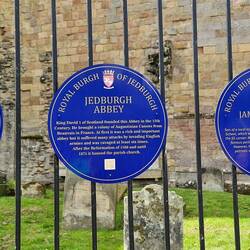 ROYAL BURGH OF JEDBURGH
JEDBURGH
ABBEY
King David I of Scotland founded this Abbey in the 12th
Century. He brought a colony of Augustinian Canons from
Beauvais in France. At first it was a rich and important
abbey but it suffered many attacks by invading English
armies and was ravaged at least six times.
After the Reformation of 1560 and until
1875 it housed the parish church.
ROYAL
JAM